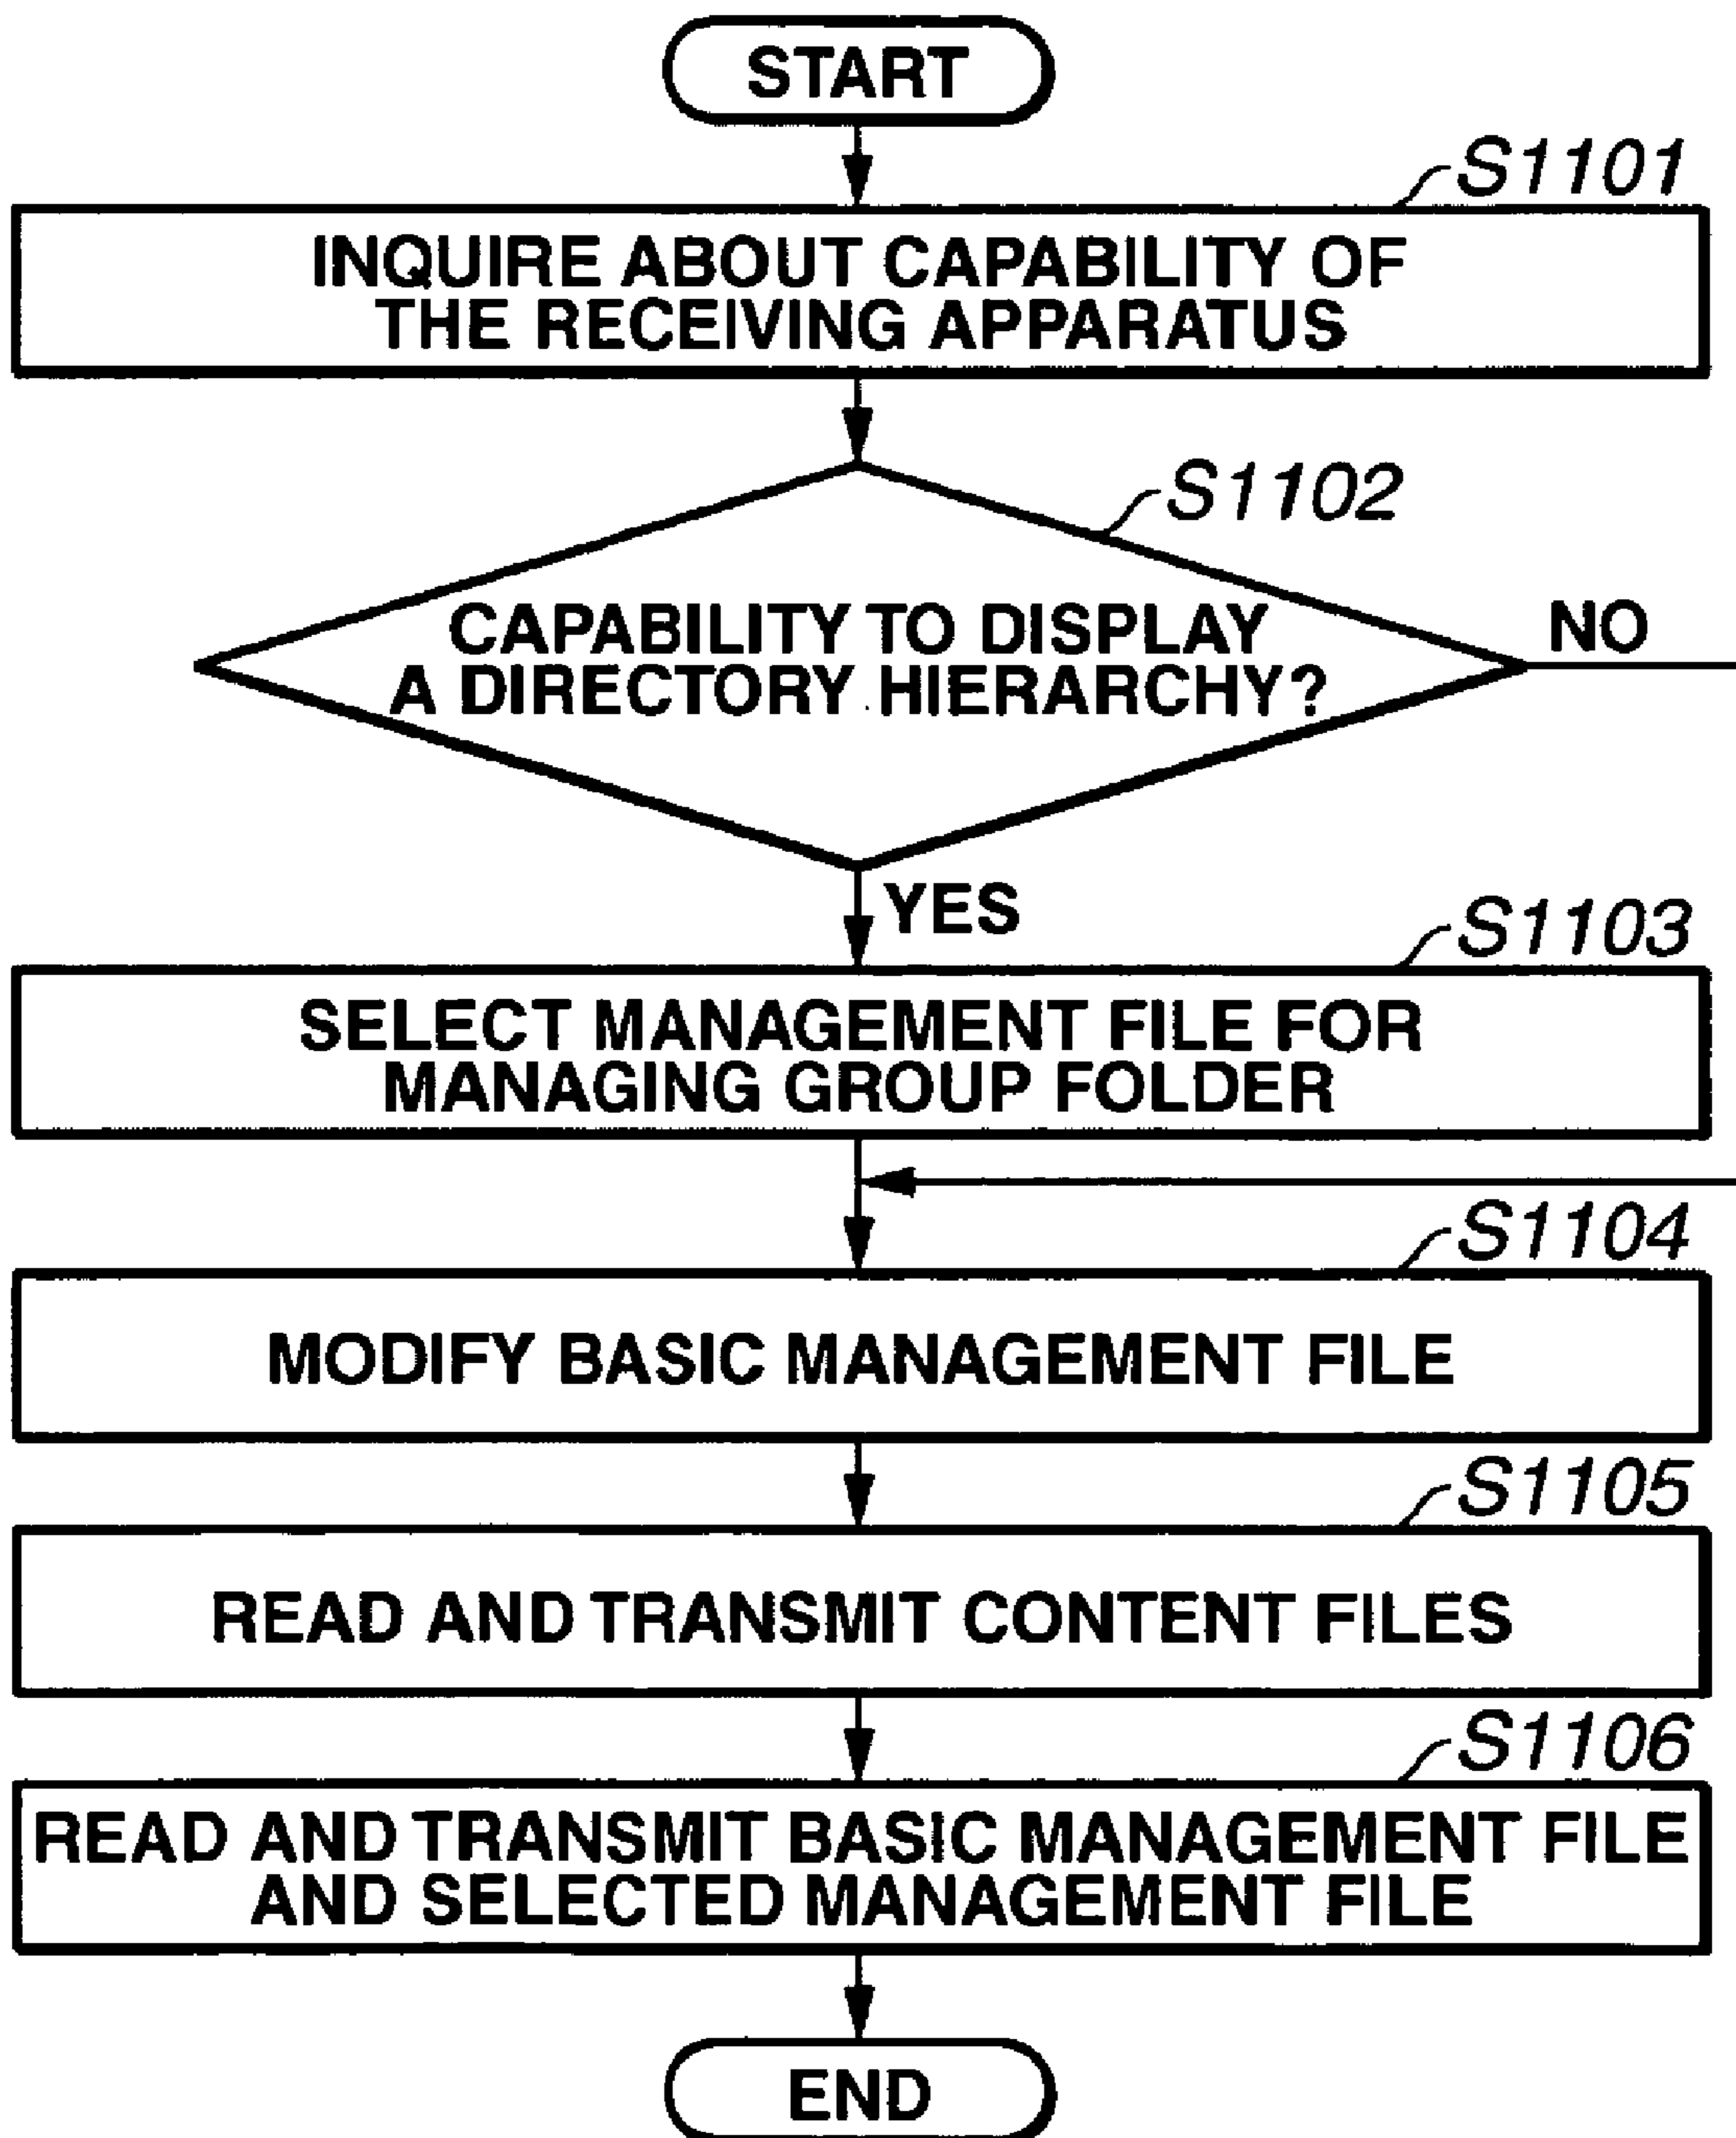 START
S1101
INQUIRE ABOUT CAPABILITY OF
THE RECEIVING APPARATUS
S1102
CAPABILITY TO DISPLAY
A DIRECTORY HIERARCHY?
NO
YES
S1103
SELECT MANAGEMENT FILE FOR
MANAGING GROUP FOLDER
S1104
MODIFY BASIC MANAGEMENT FILE
S1105
READ AND TRANSMIT CONTENT FILES
S1106
READ AND TRANSMIT BASIC MANAGEMENT FILE
AND SELECTED MANAGEMENT FILE
END